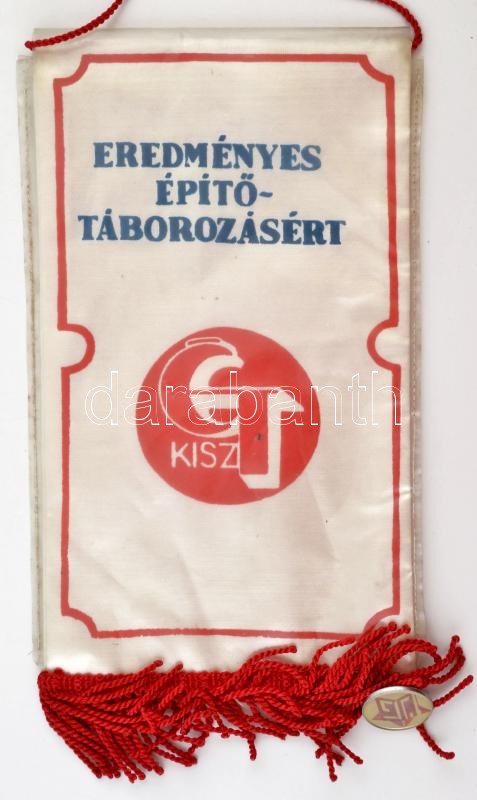 EREDMÉNYES
ÉPÍTŐ-
TÁBOROZÁSÉRT
darabanth
KISZ